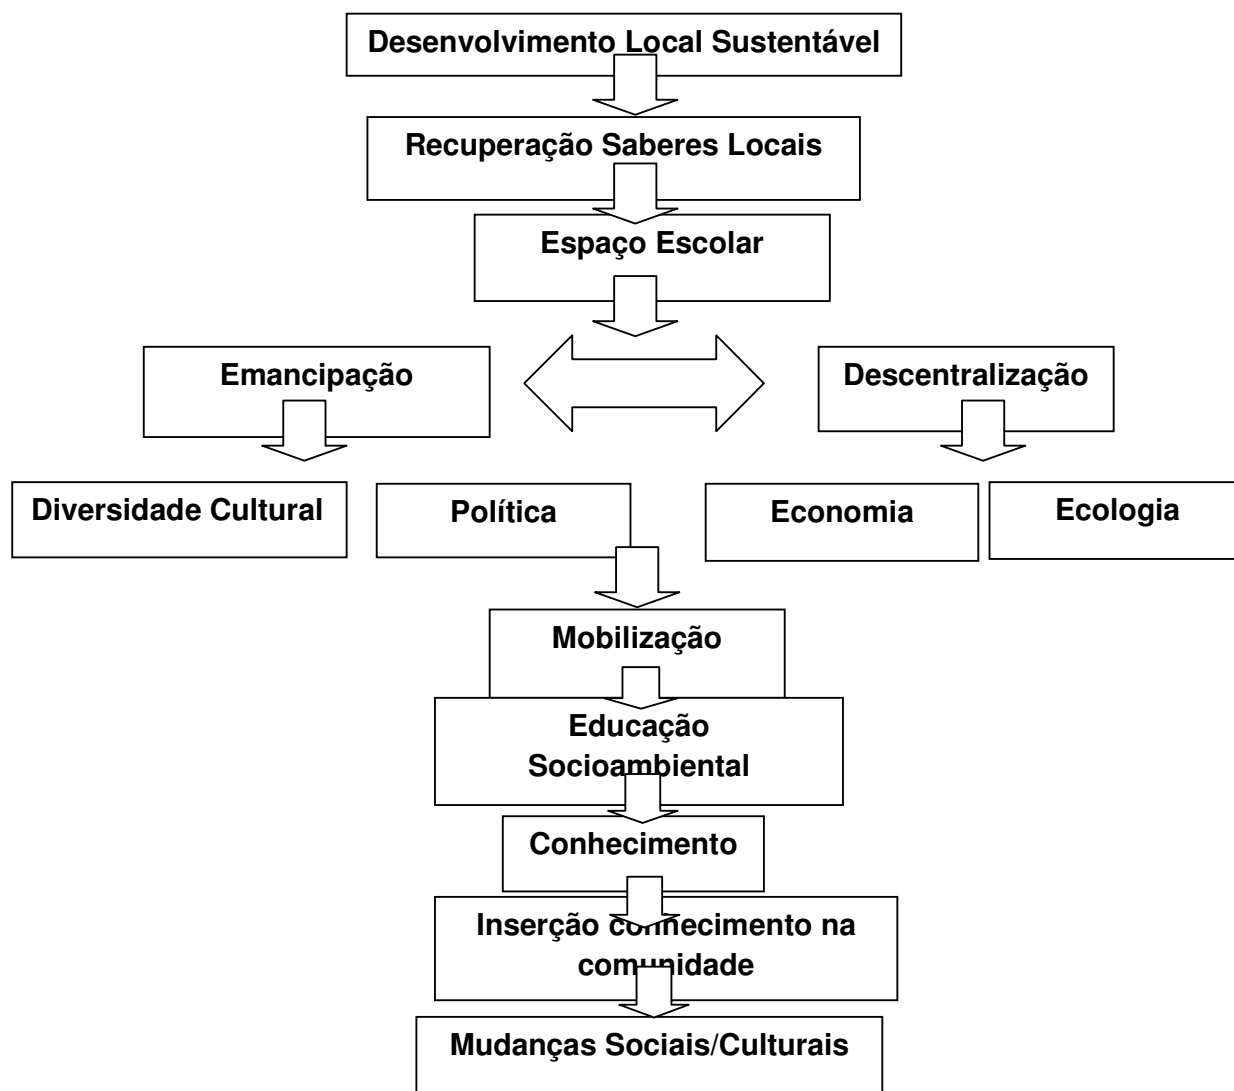 Desenvolvimento Local Sustentável
Recuperação Saberes Locais
Espaço Escolar
Emancipação
Descentralização
Diversidade Cultural
Política
Economia
Ecologia
Mobilização
Educação
Socioambiental
Conhecimento
Inserção conhecimento na
comunidade
Mudanças Sociais/Culturais